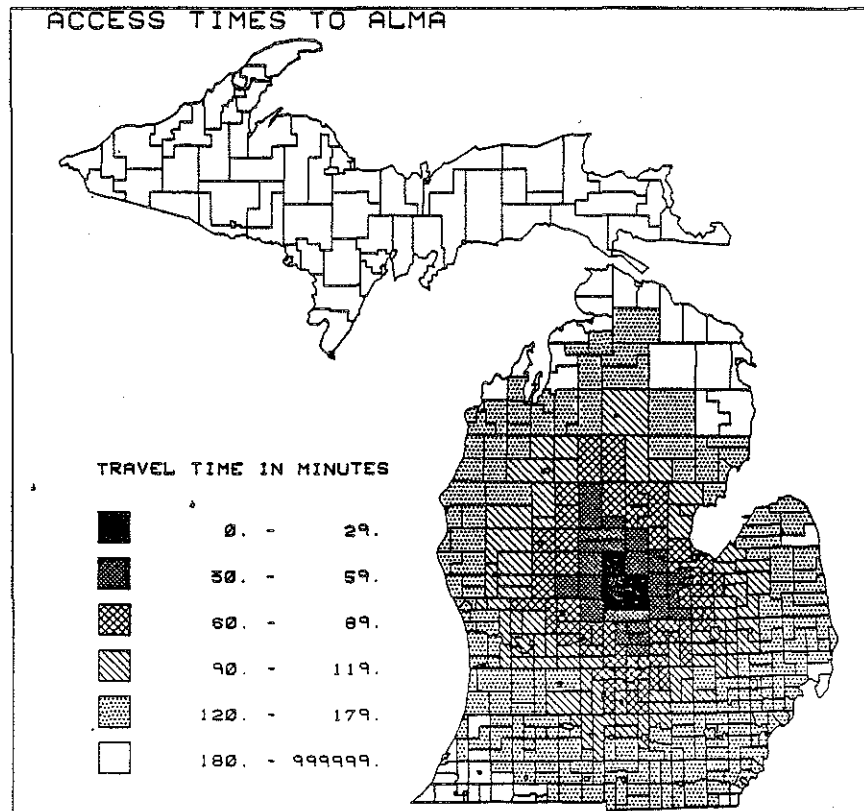 ACCESS TIMES TO ALMA
TRAVEL TIME IN MINUTES
0. - 29.
30. - 59.
60. - 89.
90. - 119.
120. - 179.
180. - 999999.